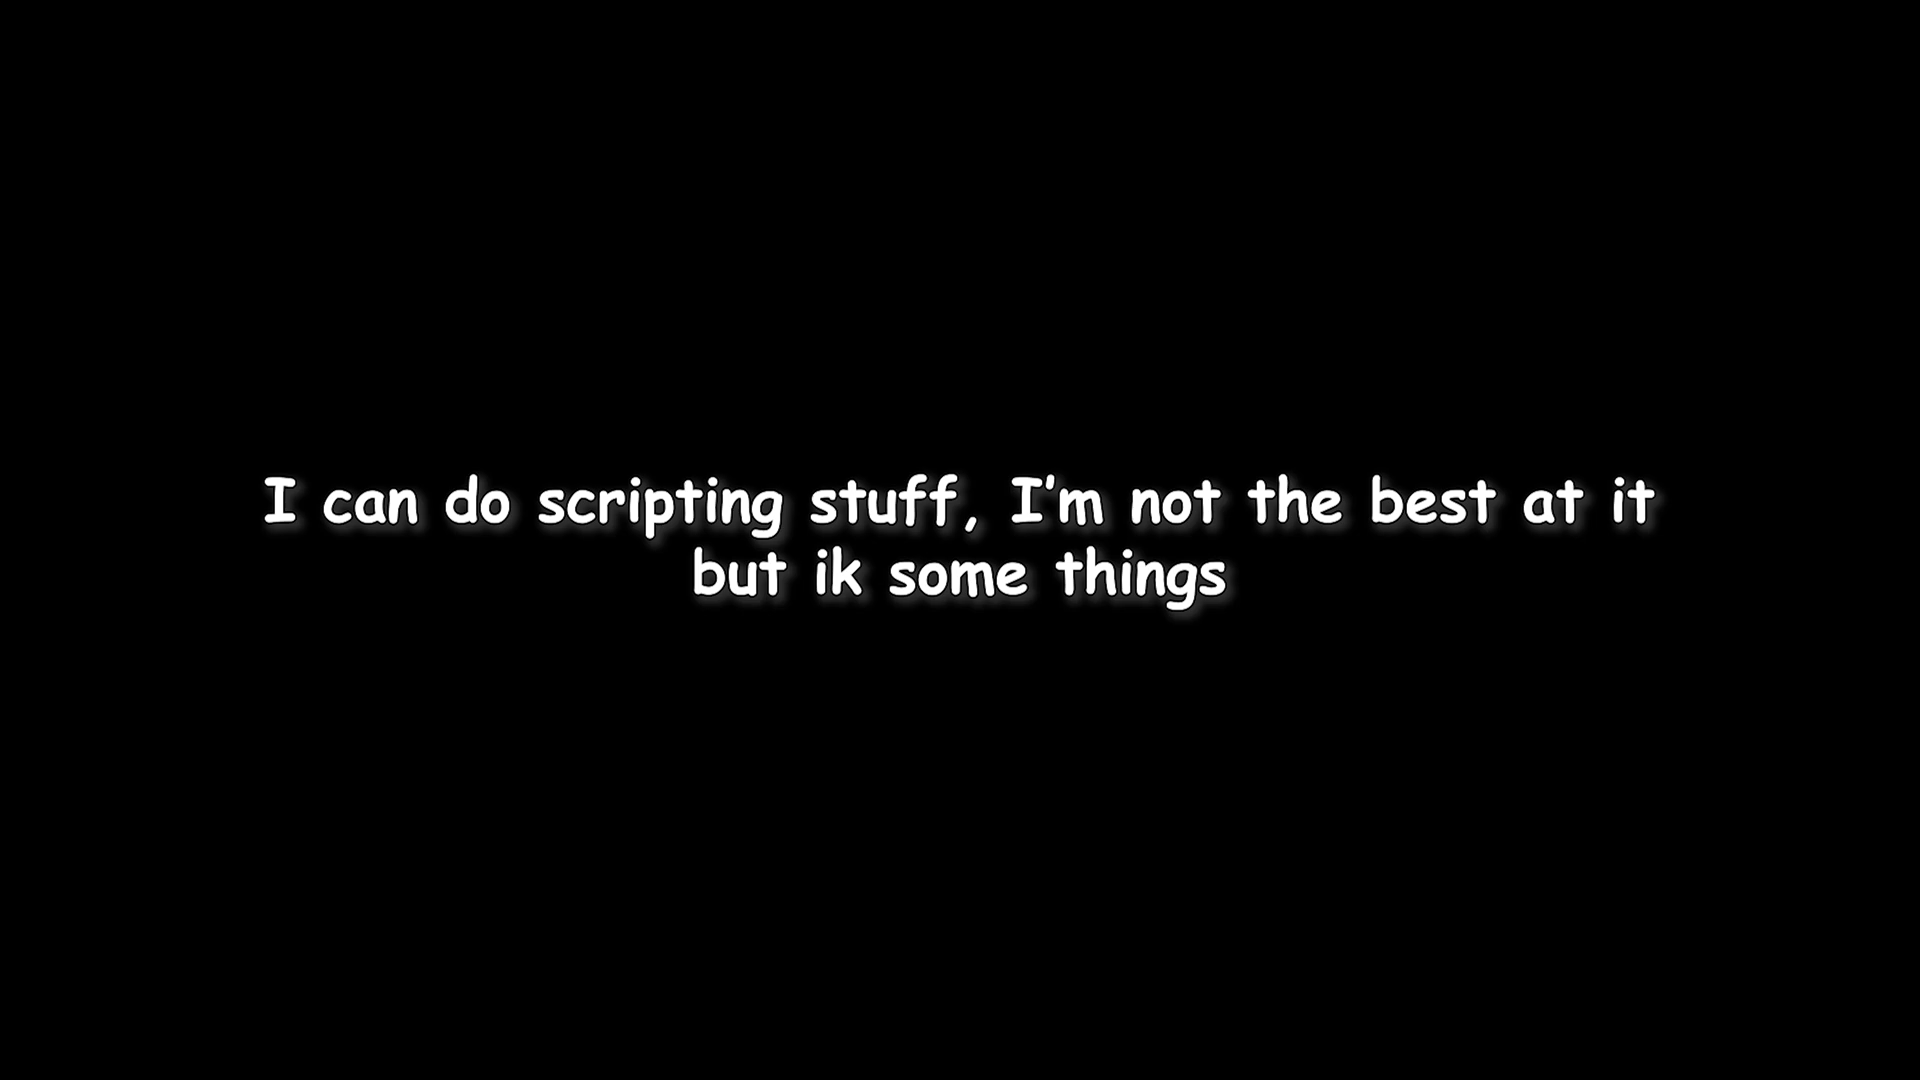 I can do scripting stuff, I'm not the best at it
but ik some things